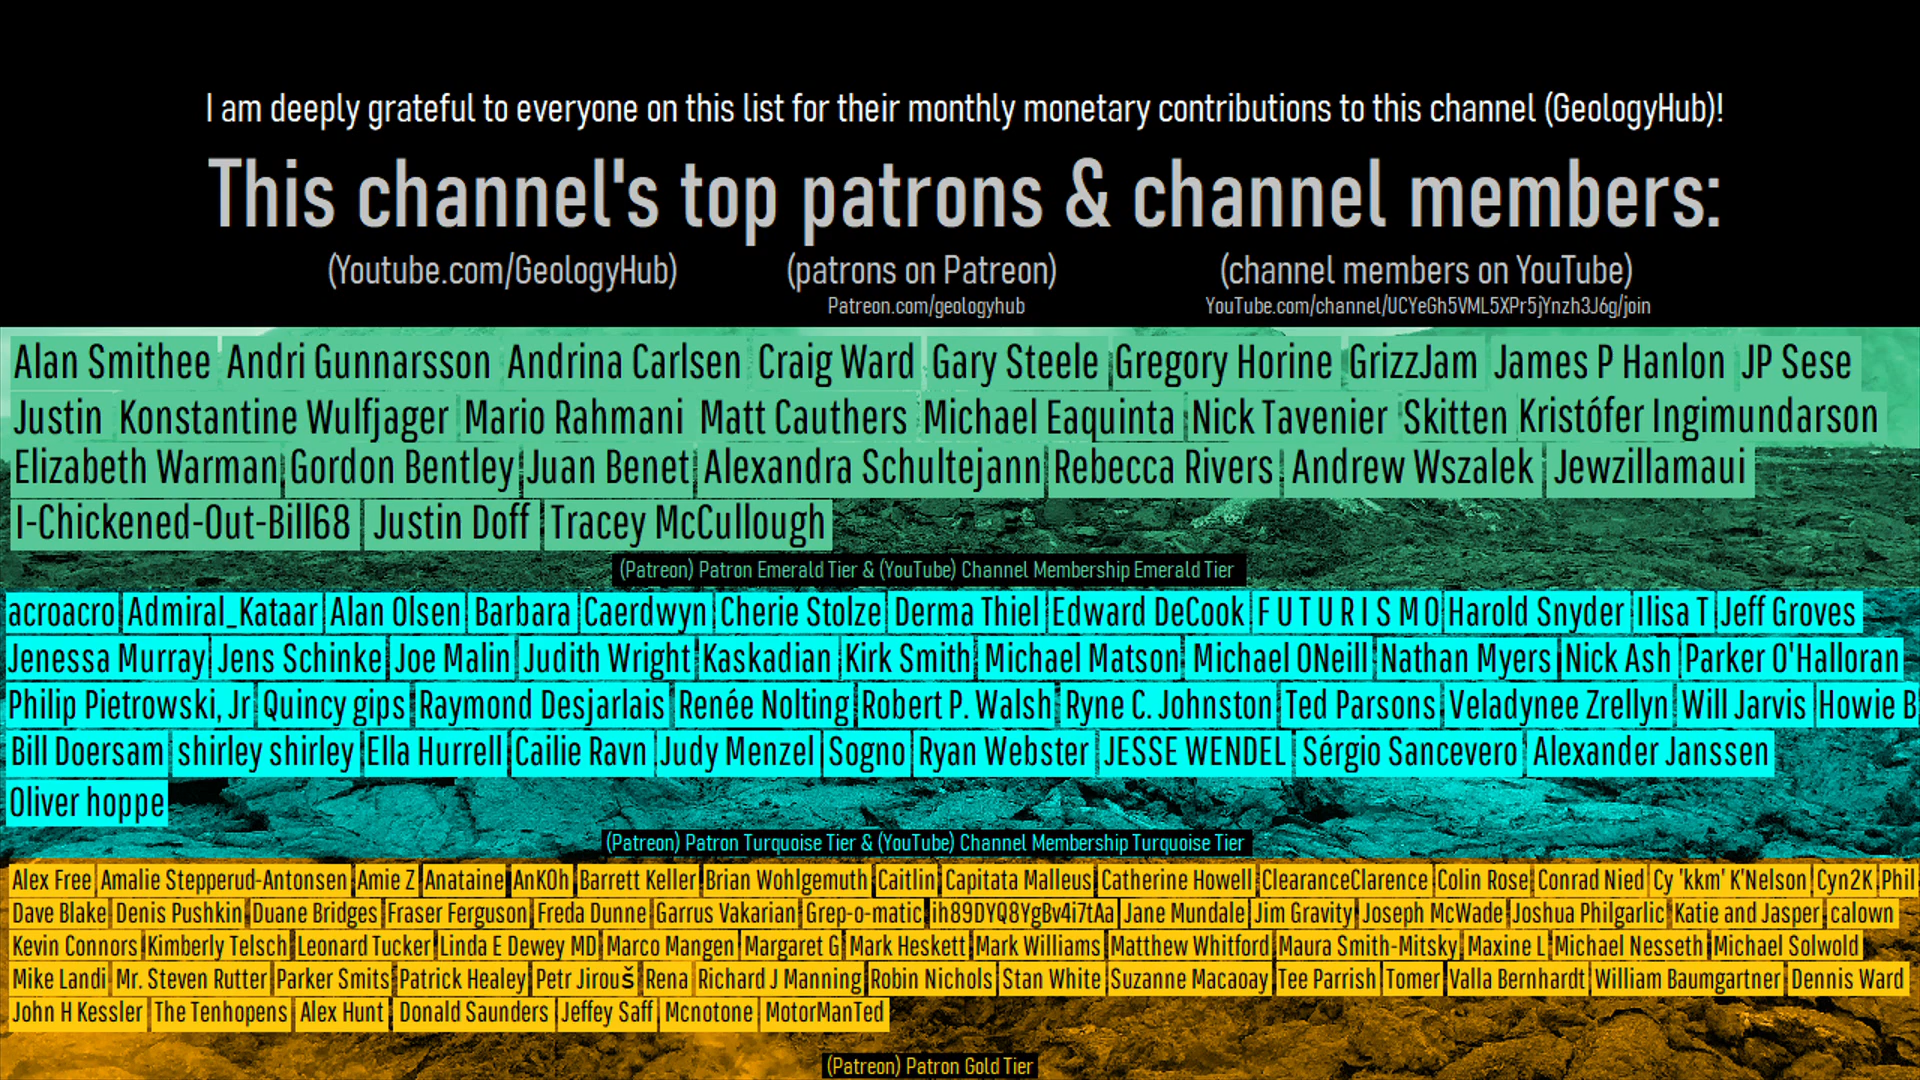 I am deeply grateful to everyone on this list for their monthly monetary contributions to this channel (GeologyHub)!
This channel's top patrons & channel members:
(Youtube.com/GeologyHub) (patrons on Patreon) (channel members on YouTube)
Patreon.com/geologyhub YouTube.com/channel/UCYeGh5VML5XPr5jYnzh3J6g/join
Alan Smithee Andri Gunnarsson Andrina Carlsen Craig Ward Gary Steele Gregory Horine GrizzJam James P Hanlon JP Sese
Justin Konstantine Wulfjager Mario Rahmani Matt Cauthers Michael Eaquinta Nick Tavenier Skitten Kristófer Ingimundarson
Elizabeth Warman Gordon Bentley Juan Benet Alexandra Schultejann Rebecca Rivers Andrew Wszalek Jewzillamaui
I-Chickened-Out-Bill68 Justin Doff Tracey McCullough
(Patreon) Patron Emerald Tier & (YouTube) Channel Membership Emerald Tier
acroacro Admiral_Kataar Alan Olsen Barbara Caerdwyn Cherie Stolze Derma Thiel Edward DeCook F U T U R I S M O Harold Snyder Ilisa T Jeff Groves
Jenessa Murray Jens Schinke Joe Malin Judith Wright Kaskadian Kirk Smith Michael Matson Michael ONeill Nathan Myers Nick Ash Parker O'Halloran
Philip Pietrowski, Jr Quincy gips Raymond Desjarlais Renée Nolting Robert P. Walsh Ryne C. Johnston Ted Parsons Veladynee Zrellyn Will Jarvis Howie B
Bill Doersam shirley shirley Ella Hurrell Cailie Ravn Judy Menzel Sogno Ryan Webster JESSE WENDEL Sérgio Sancevero Alexander Janssen
Oliver hoppe
(Patreon) Patron Turquoise Tier & (YouTube) Channel Membership Turquoise Tier
Alex Free Amalie Stepperud-Antonsen Amie Z Anataine AnKOh Barrett Keller Brian Wohlgemuth Caitlin Capitata Malleus Catherine Howell ClearanceClarence Colin Rose Conrad Nied Cy 'kkm' K'Nelson Cyn2K Phil
Dave Blake Denis Pushkin Duane Bridges Fraser Ferguson Freda Dunne Garrus Vakarian Grep-o-matic ih89DYQ8YgBv4i7tAa Jane Mundale Jim Gravity Joseph McWade Joshua Philgarlic Katie and Jasper calown
Kevin Connors Kimberly Telsch Leonard Tucker Linda E Dewey MD Marco Mangen Margaret G Mark Heskett Mark Williams Matthew Whitford Maura Smith-Mitsky Maxine L Michael Nesseth Michael Solwold
Mike Landi Mr. Steven Rutter Parker Smits Patrick Healey Petr Jirouš Rena Richard J Manning Robin Nichols Stan White Suzanne Macaoay Tee Parrish Tomer Valla Bernhardt William Baumgartner Dennis Ward
John H Kessler The Tenhopens Alex Hunt Donald Saunders Jeffey Saff Mcnotone MotorManTed
(Patreon) Patron Gold Tier